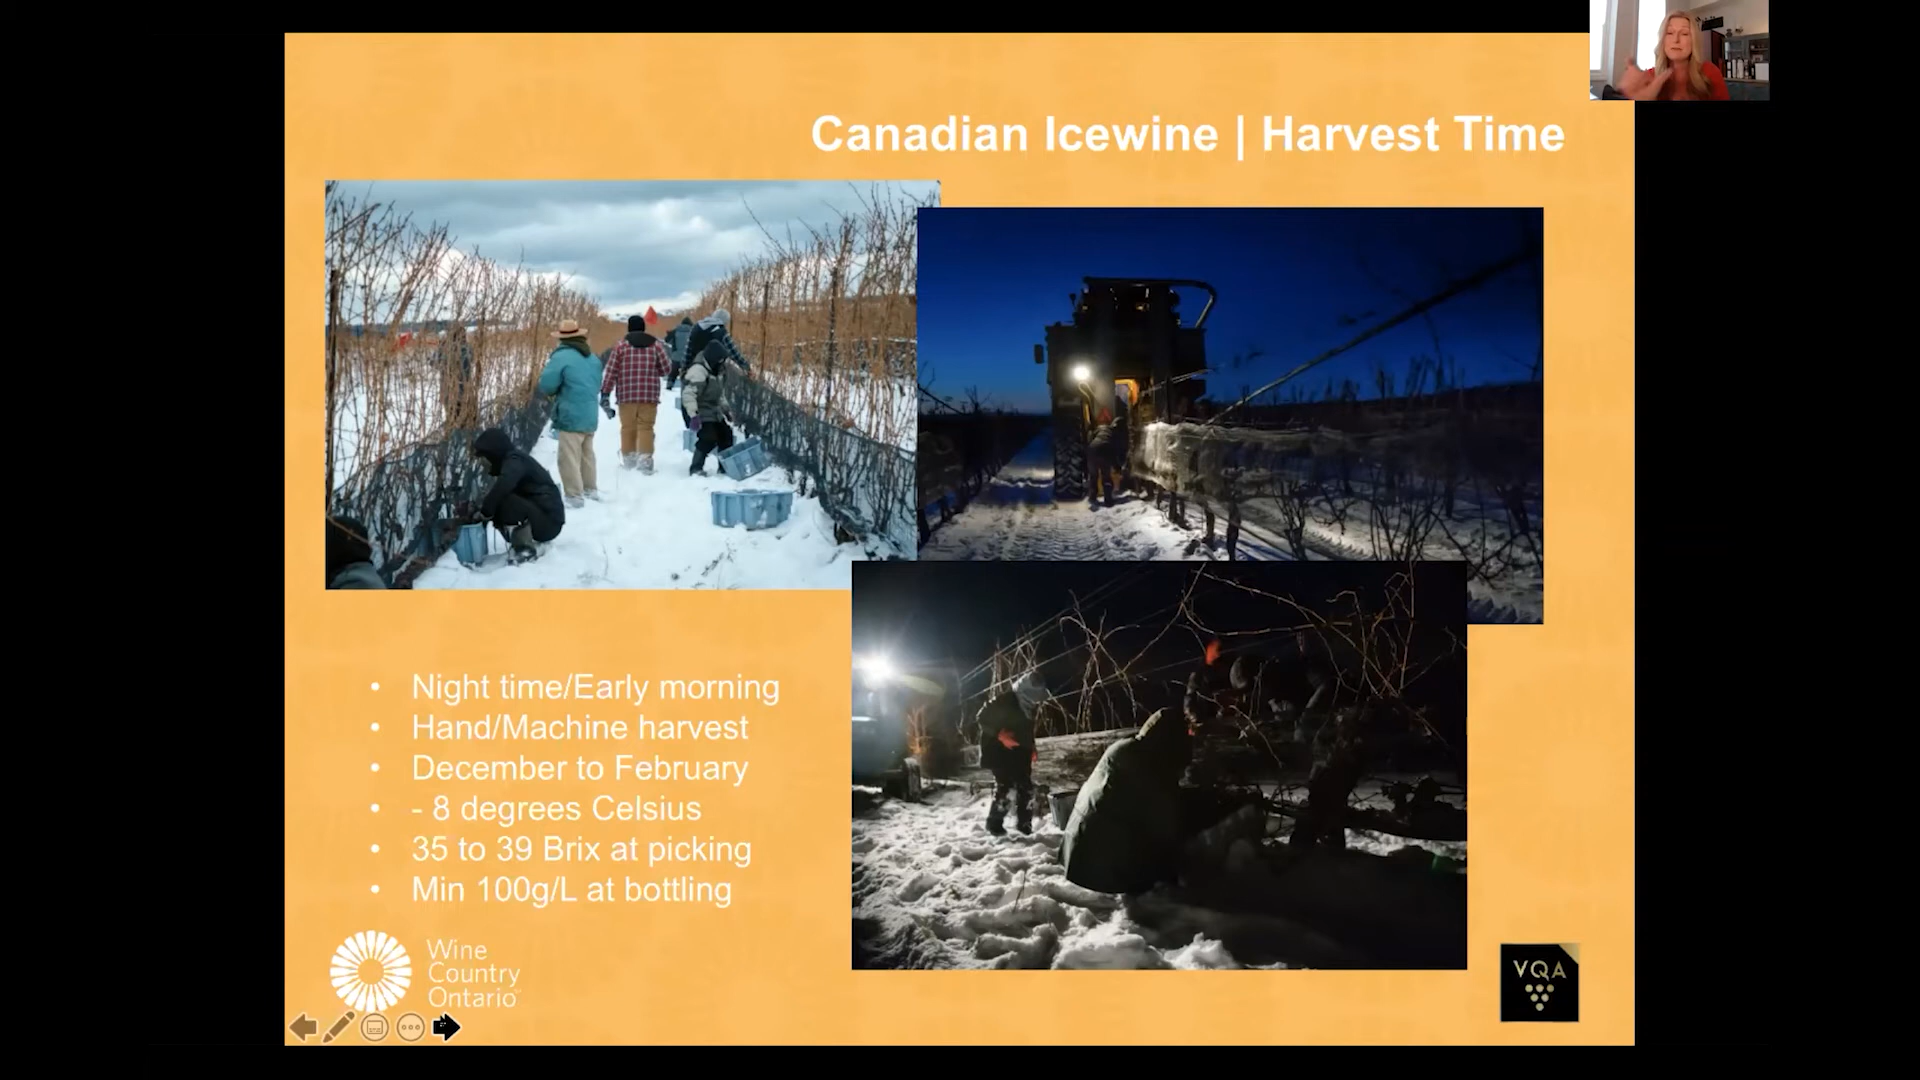 Canadian Icewine | Harvest Time
• Night time/Early morning
• Hand/Machine harvest
• December to February
• - 8 degrees Celsius
• 35 to 39 Brix at picking
• Min 100g/L at bottling
Wine
Country
Ontario
VQA